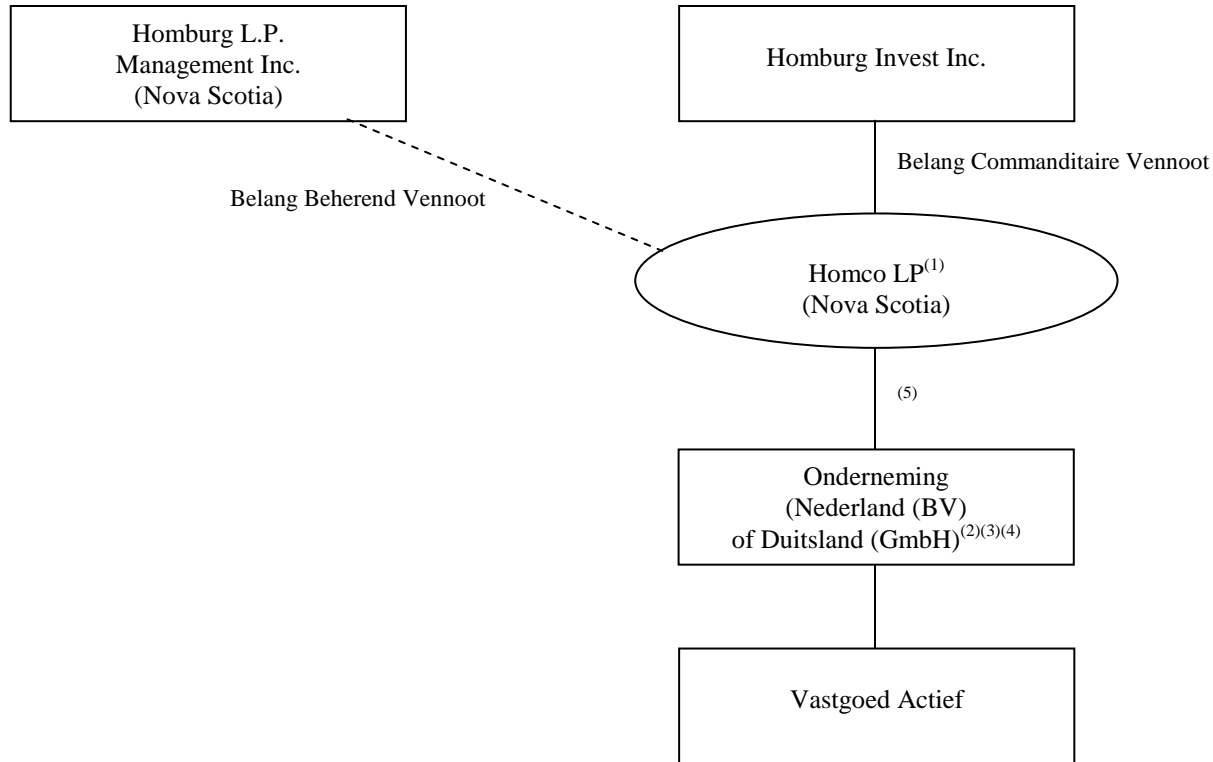 Homburg L.P.
Management Inc.
(Nova Scotia)
Homburg Invest Inc.
Belang Commanditaire Vennoot
Belang Beherend Vennoot
Homco LP(1)
(Nova Scotia)
(5)
Onderneming
(Nederland (BV)
of Duitsland (GmbH)(2)(3)(4)
Vastgoed Actief